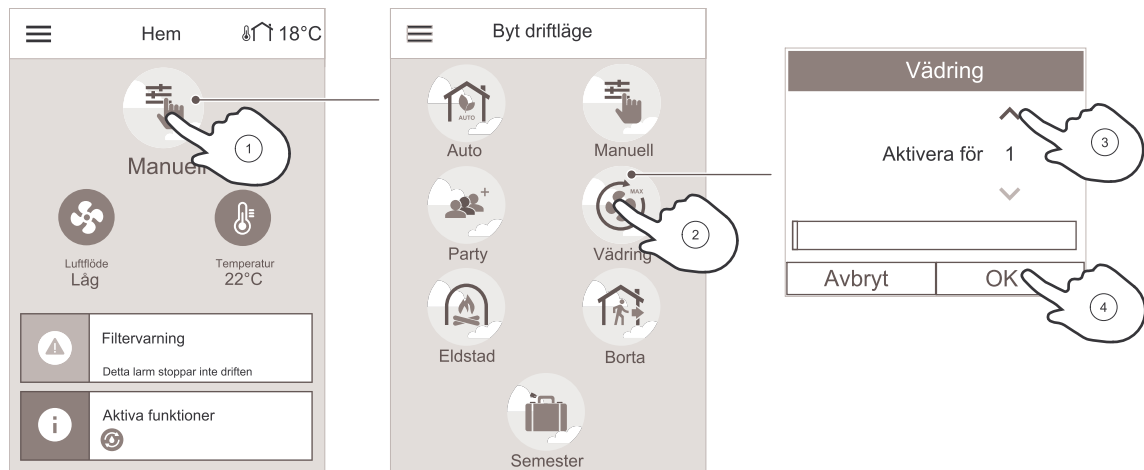 Hem
18°C
Manuell
1
Luftflöde
Låg
Temperatur
22°C
Filtervarning
Detta larm stoppar inte driften
i
Aktiva funktioner
Byt driftläge
AUTO
Auto
Manuell
+
Party
MAX
Vädring
2
Eldstad
Borta
Semester
Vädring
Aktivera för 1
3
Avbryt
OK
4